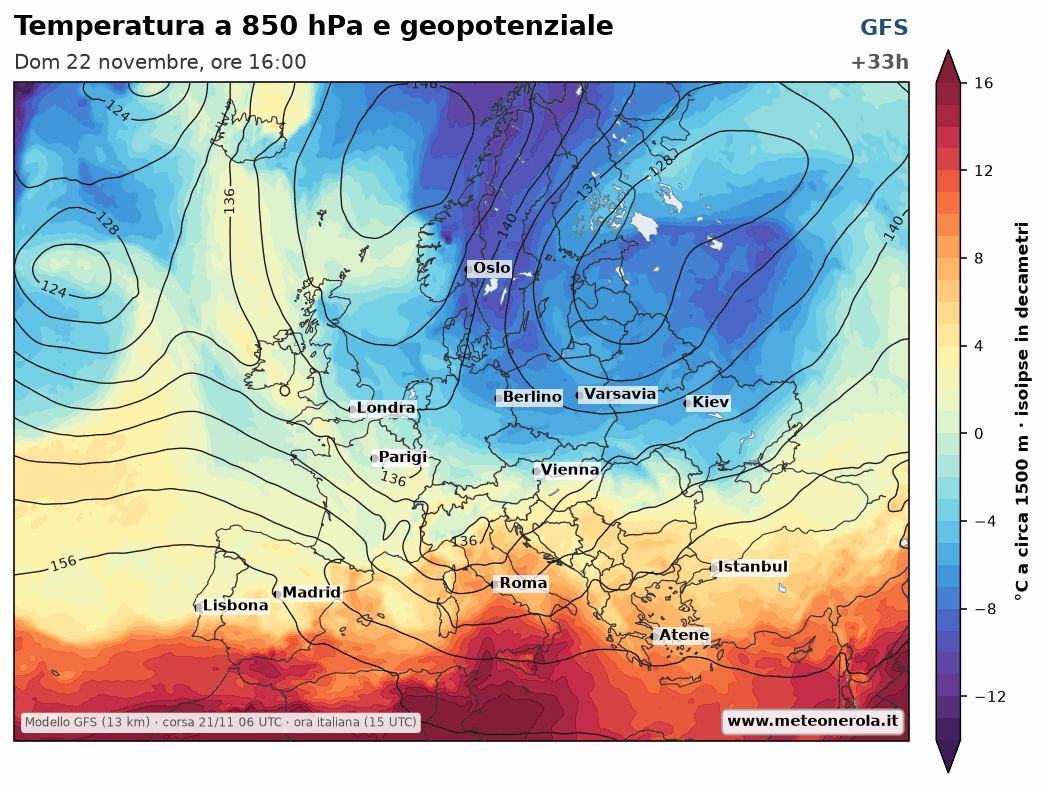 Temperatura a 850 hPa e geopotenziale
GFS
Dom 22 novembre, ore 16:00
+33h
124
148
136
128
132
128
140
140
124
Oslo
Londra
Berlino
Varsavia
Kiev
Parigi
136
Vienna
136
156
Madrid
Lisbona
Roma
Istanbul
Atene
Modello GFS (13 km) · corsa 21/11 06 UTC · ora italiana (15 UTC)
www.meteonerola.it
16
12
8
4
0
−4
−8
−12
°C a circa 1500 m · isoipse in decametri